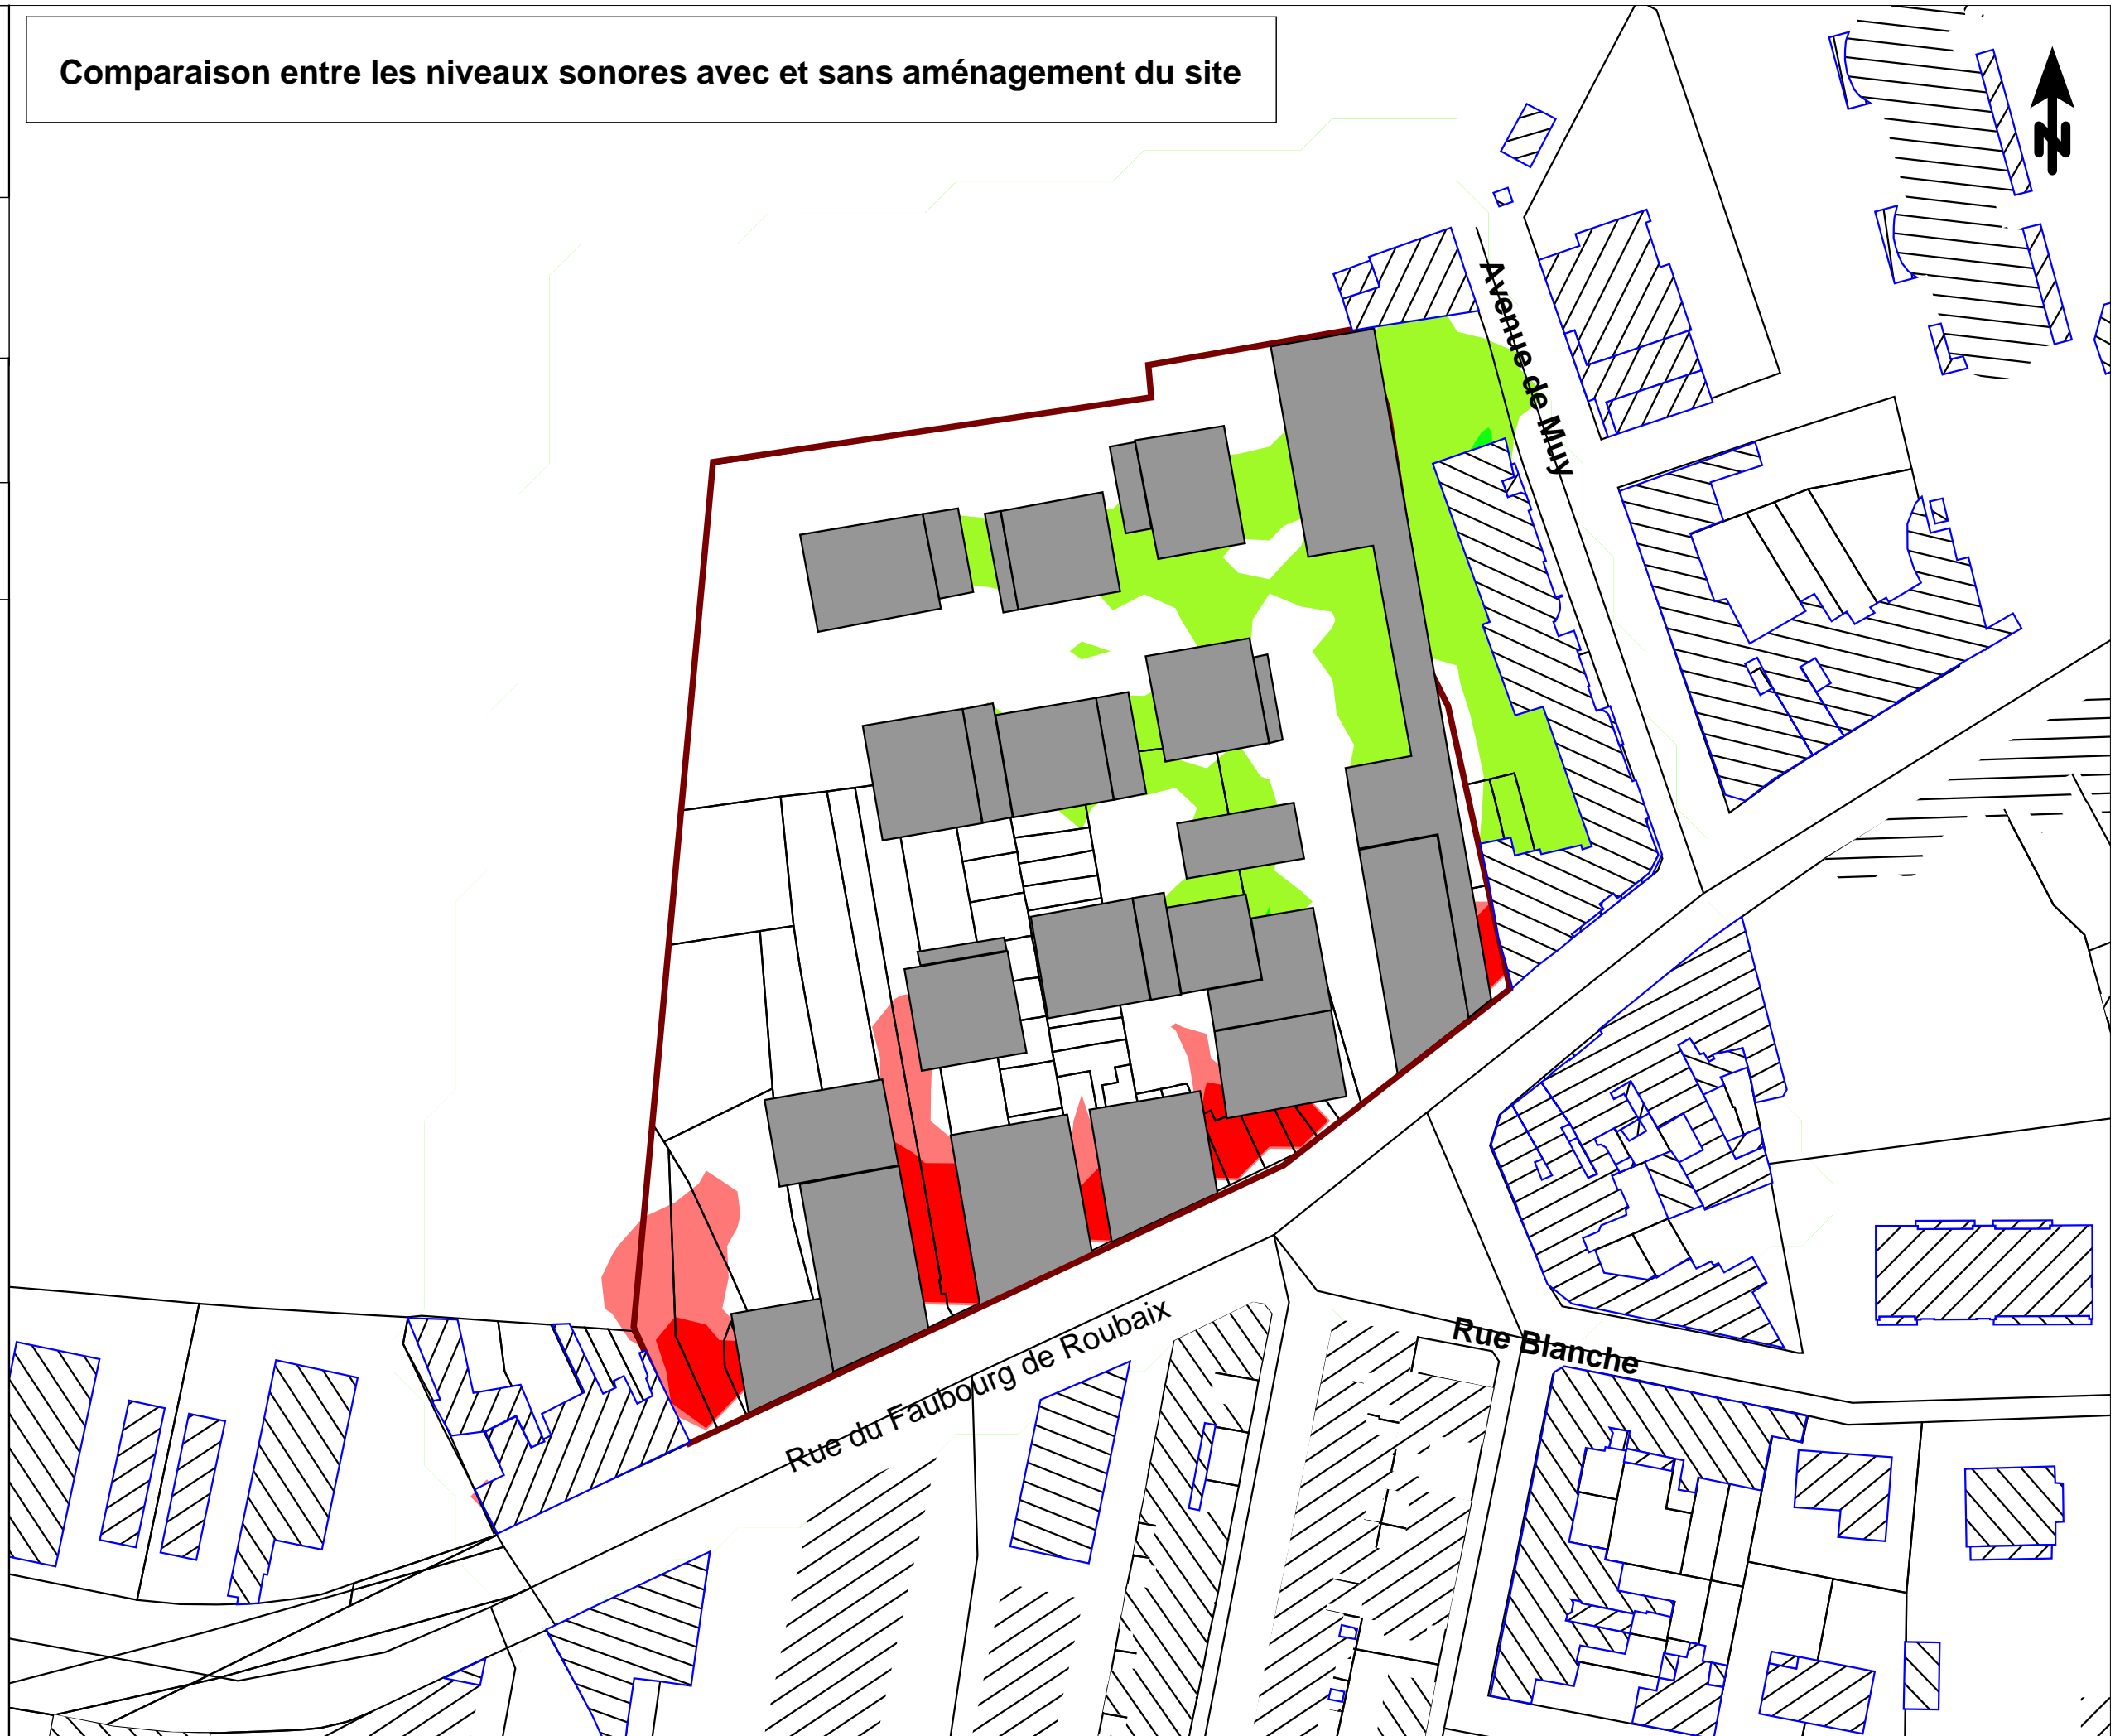 Comparaison entre les niveaux sonores avec et sans aménagement du site
N
Avenue de Muy
Rue du Faubourg de Roubaix
Rue Blanche